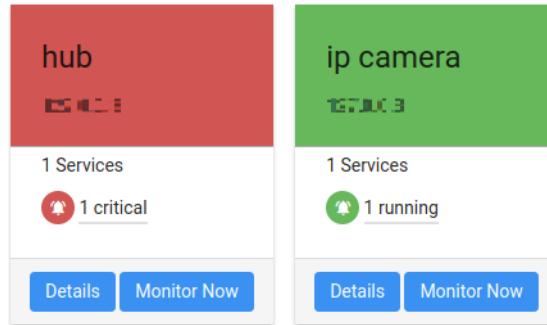 hub
1 Services
1 critical
Details
Monitor Now
ip camera
1 Services
1 running
Details
Monitor Now